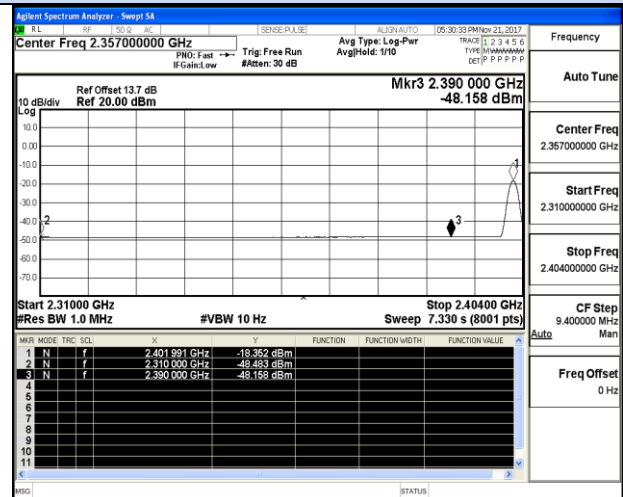 Agilent Spectrum Analyzer - Swept SA
RL RF 50 Ω AC SENSE:PULSE ALIGN AUTO 05:30:33 PM Nov 21, 2017
Center Freq 2.357000000 GHz
PNO: Fast
IFGain:Low
Trig: Free Run
#Atten: 30 dB
Avg Type: Log-Pwr
Avg|Hold: 1/10
TRACE 1 2 3 4 5 6
TYPE MWWWWW
DET P P P P P P
Frequency
Auto Tune
Center Freq
2.357000000 GHz
Start Freq
2.310000000 GHz
Stop Freq
2.404000000 GHz
CF Step
9.400000 MHz
Auto Man
Freq Offset
0 Hz
Ref Offset 13.7 dB
10 dB/div Ref 20.00 dBm
Log
Mkr3 2.390 000 GHz
-48.158 dBm
10.0
0.00
-10.0
-20.0
-30.0
-40.0
-50.0
-60.0
-70.0
1
2
3
Start 2.31000 GHz Stop 2.40400 GHz
#Res BW 1.0 MHz #VBW 10 Hz Sweep 7.330 s (8001 pts)
MKR MODE TRC SCL X Y FUNCTION FUNCTION WIDTH FUNCTION VALUE
1 N f 2.401 991 GHz -18.352 dBm
2 N f 2.310 000 GHz -48.483 dBm
3 N f 2.390 000 GHz -48.158 dBm
4
5
6
7
8
9
10
11
MSG STATUS